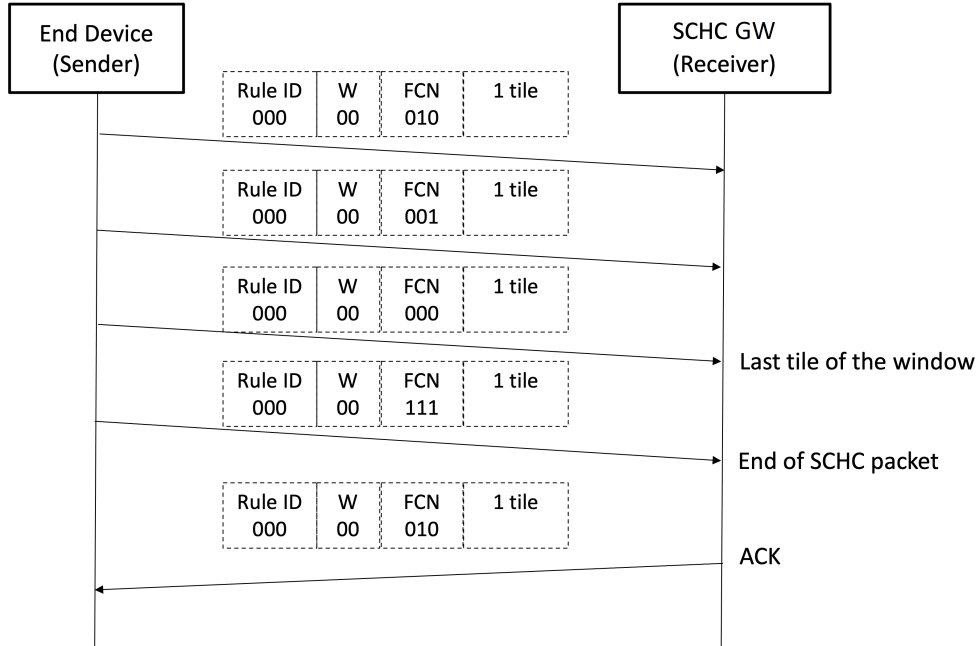 End Device
(Sender)
SCHC GW
(Receiver)
Rule ID W FCN 1 tile
000 00 010
Rule ID W FCN 1 tile
000 00 001
Rule ID W FCN 1 tile
000 00 000
Last tile of the window
Rule ID W FCN 1 tile
000 00 111
End of SCHC packet
Rule ID W FCN 1 tile
000 00 010
ACK